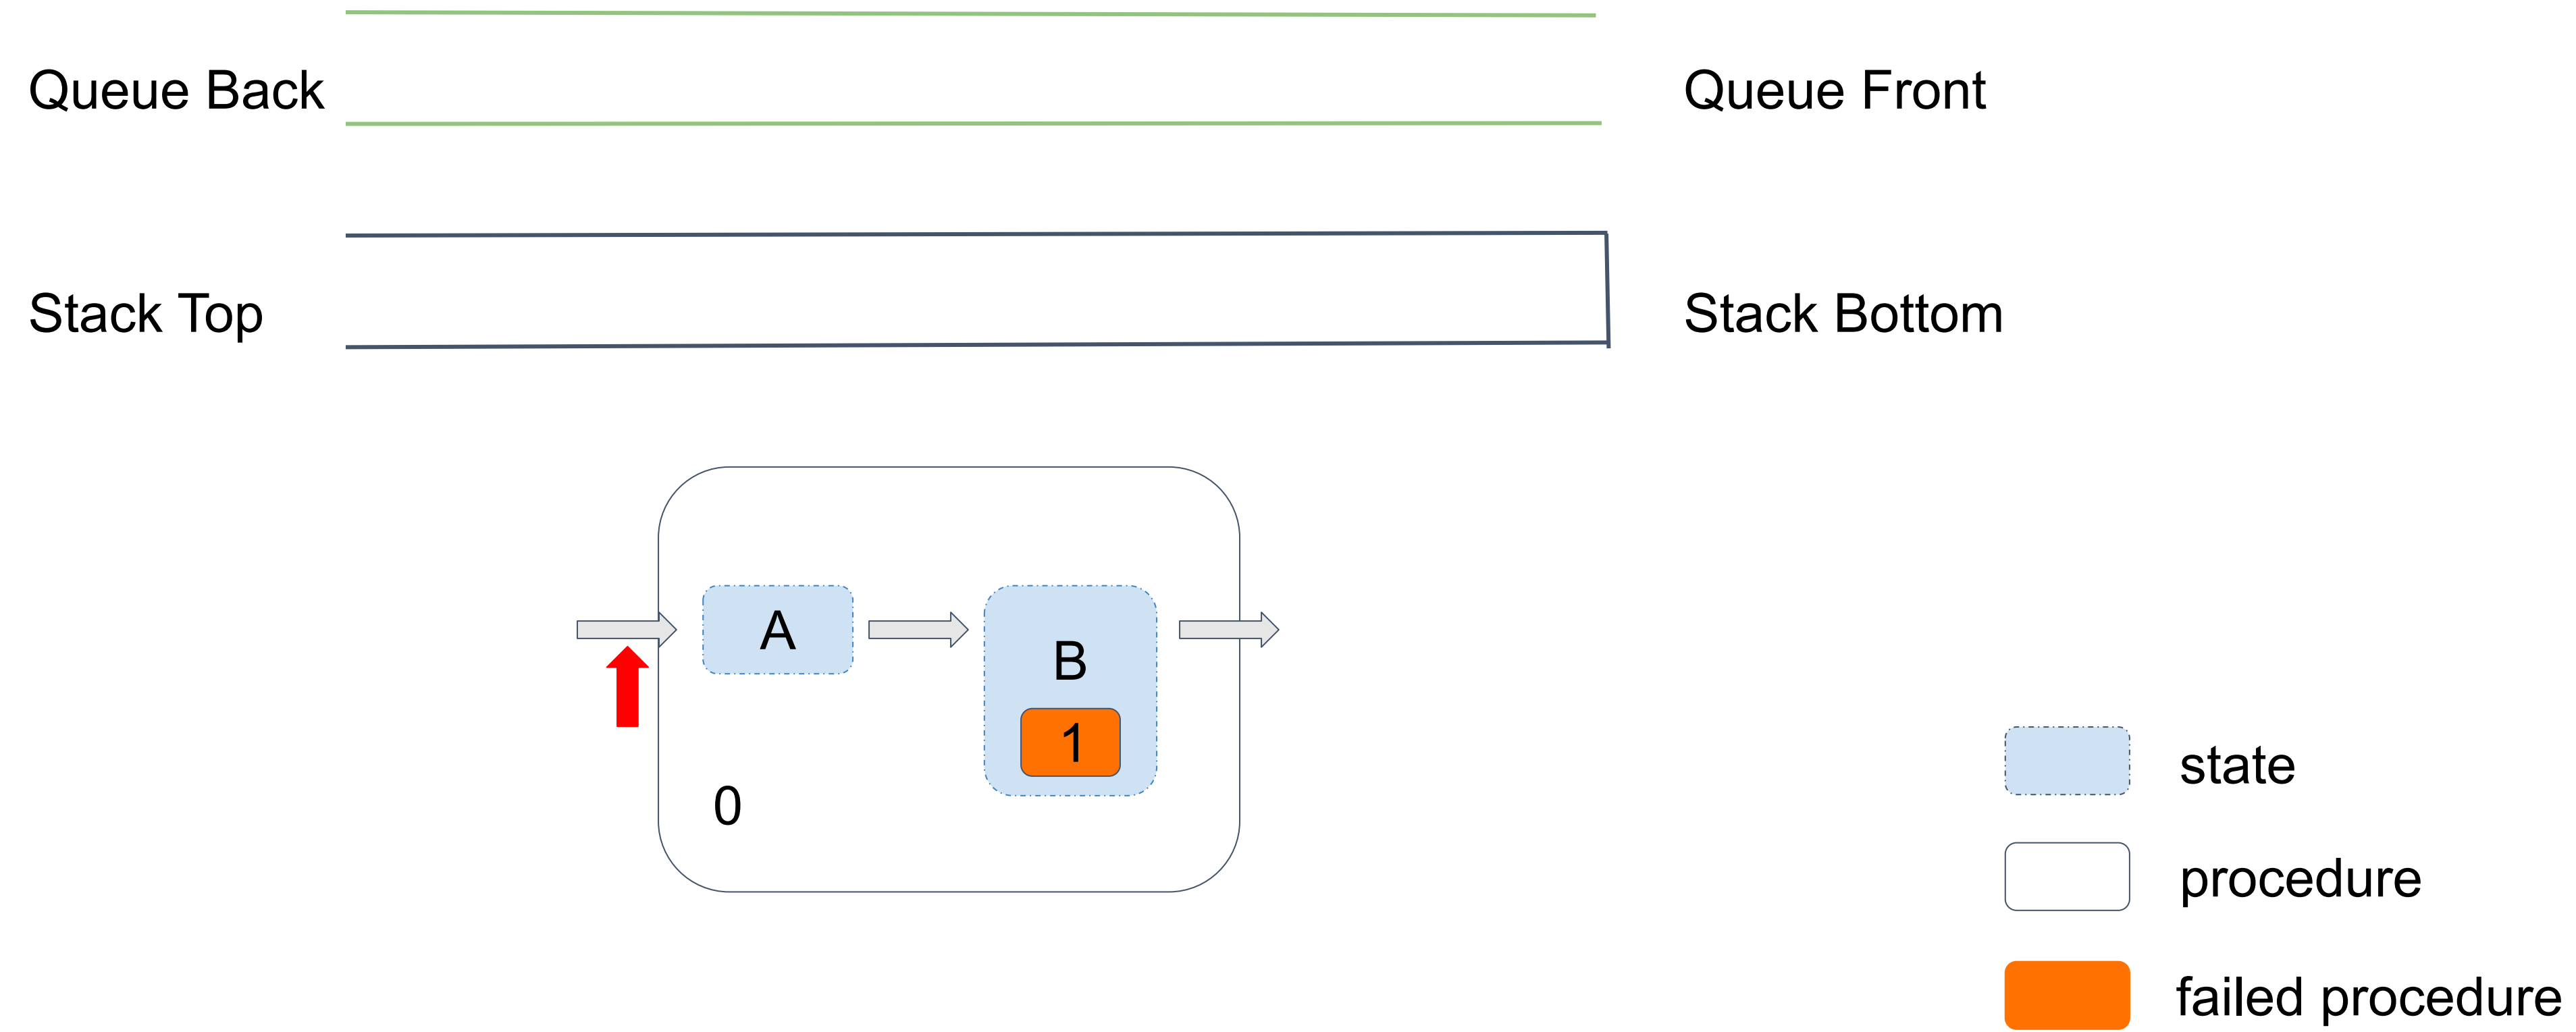 Queue Back
Queue Front
Stack Top
Stack Bottom
A
B
1
0
state
procedure
failed procedure